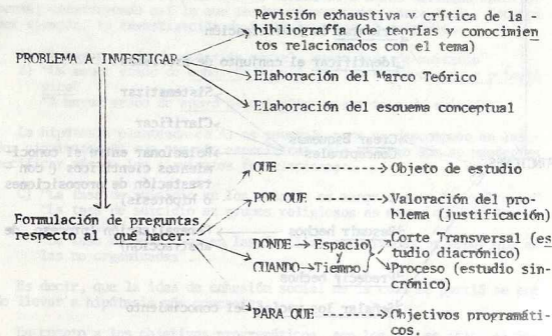 Revisión exhaustiva y crítica de la -
bibliografía (de teorías y conocimien
tos relacionados con el tema)
PROBLEMA A INVESTIGAR
Elaboración del Marco Teórico
Elaboración del esquema conceptual
QUE Objeto de estudio
POR QUE Valoración del pro-
blema (justificación)
Formulación de preguntas
respecto al qué hacer:
DONDE Espacio
y
CUANDO Tiempo
Corte Transversal (es
tudio diacrónico)
Proceso (estudio sin-
crónico)
PARA QUE Objetivos programáti-
cos.